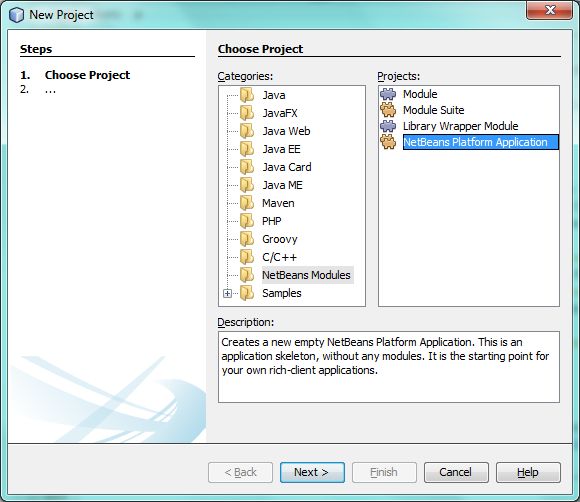 New Project
Steps
1. Choose Project
2. ...
Choose Project
Categories:
Java
JavaFX
Java Web
Java EE
Java Card
Java ME
Maven
PHP
Groovy
C/C++
NetBeans Modules
Samples
Projects:
Module
Module Suite
Library Wrapper Module
NetBeans Platform Application
Description:
Creates a new empty NetBeans Platform Application. This is an
application skeleton, without any modules. It is the starting point for
your own rich-client applications.
< Back
Next >
Finish
Cancel
Help